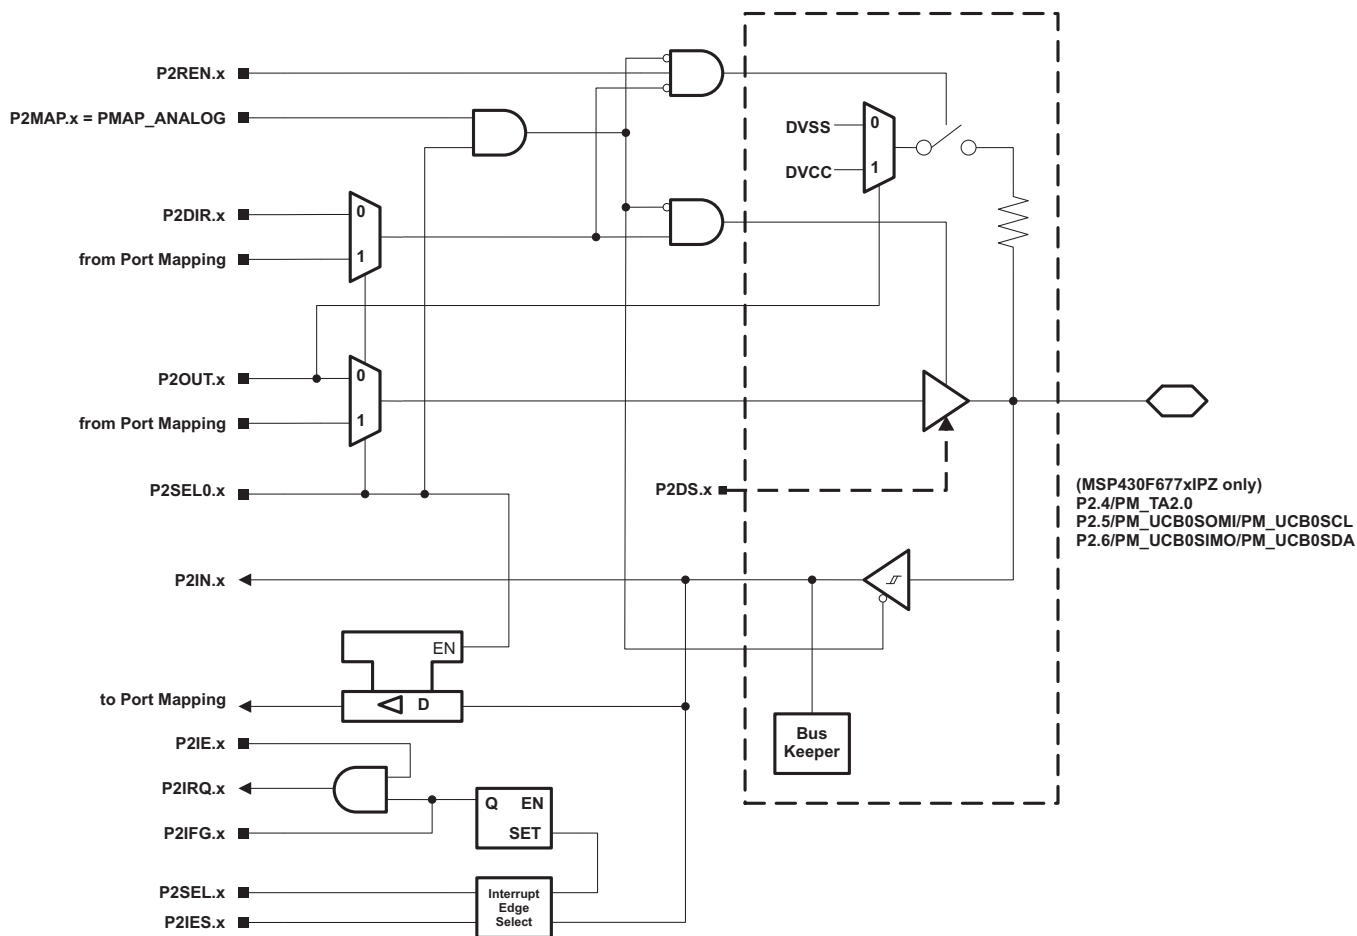 P2REN.x
P2MAP.x = PMAP_ANALOG
DVSS
0
DVCC
1
P2DIR.x
0
from Port Mapping
1
P2OUT.x
0
from Port Mapping
1
P2SEL0.x
P2DS.x
(MSP430F677xIPZ only)
P2.4/PM_TA2.0
P2.5/PM_UCB0SOMI/PM_UCB0SCL
P2.6/PM_UCB0SIMO/PM_UCB0SDA
P2IN.x
EN
to Port Mapping
D
Bus
Keeper
P2IE.x
P2IRQ.x
Q EN
SET
P2IFG.x
P2SEL.x
P2IES.x
Interrupt
Edge
Select